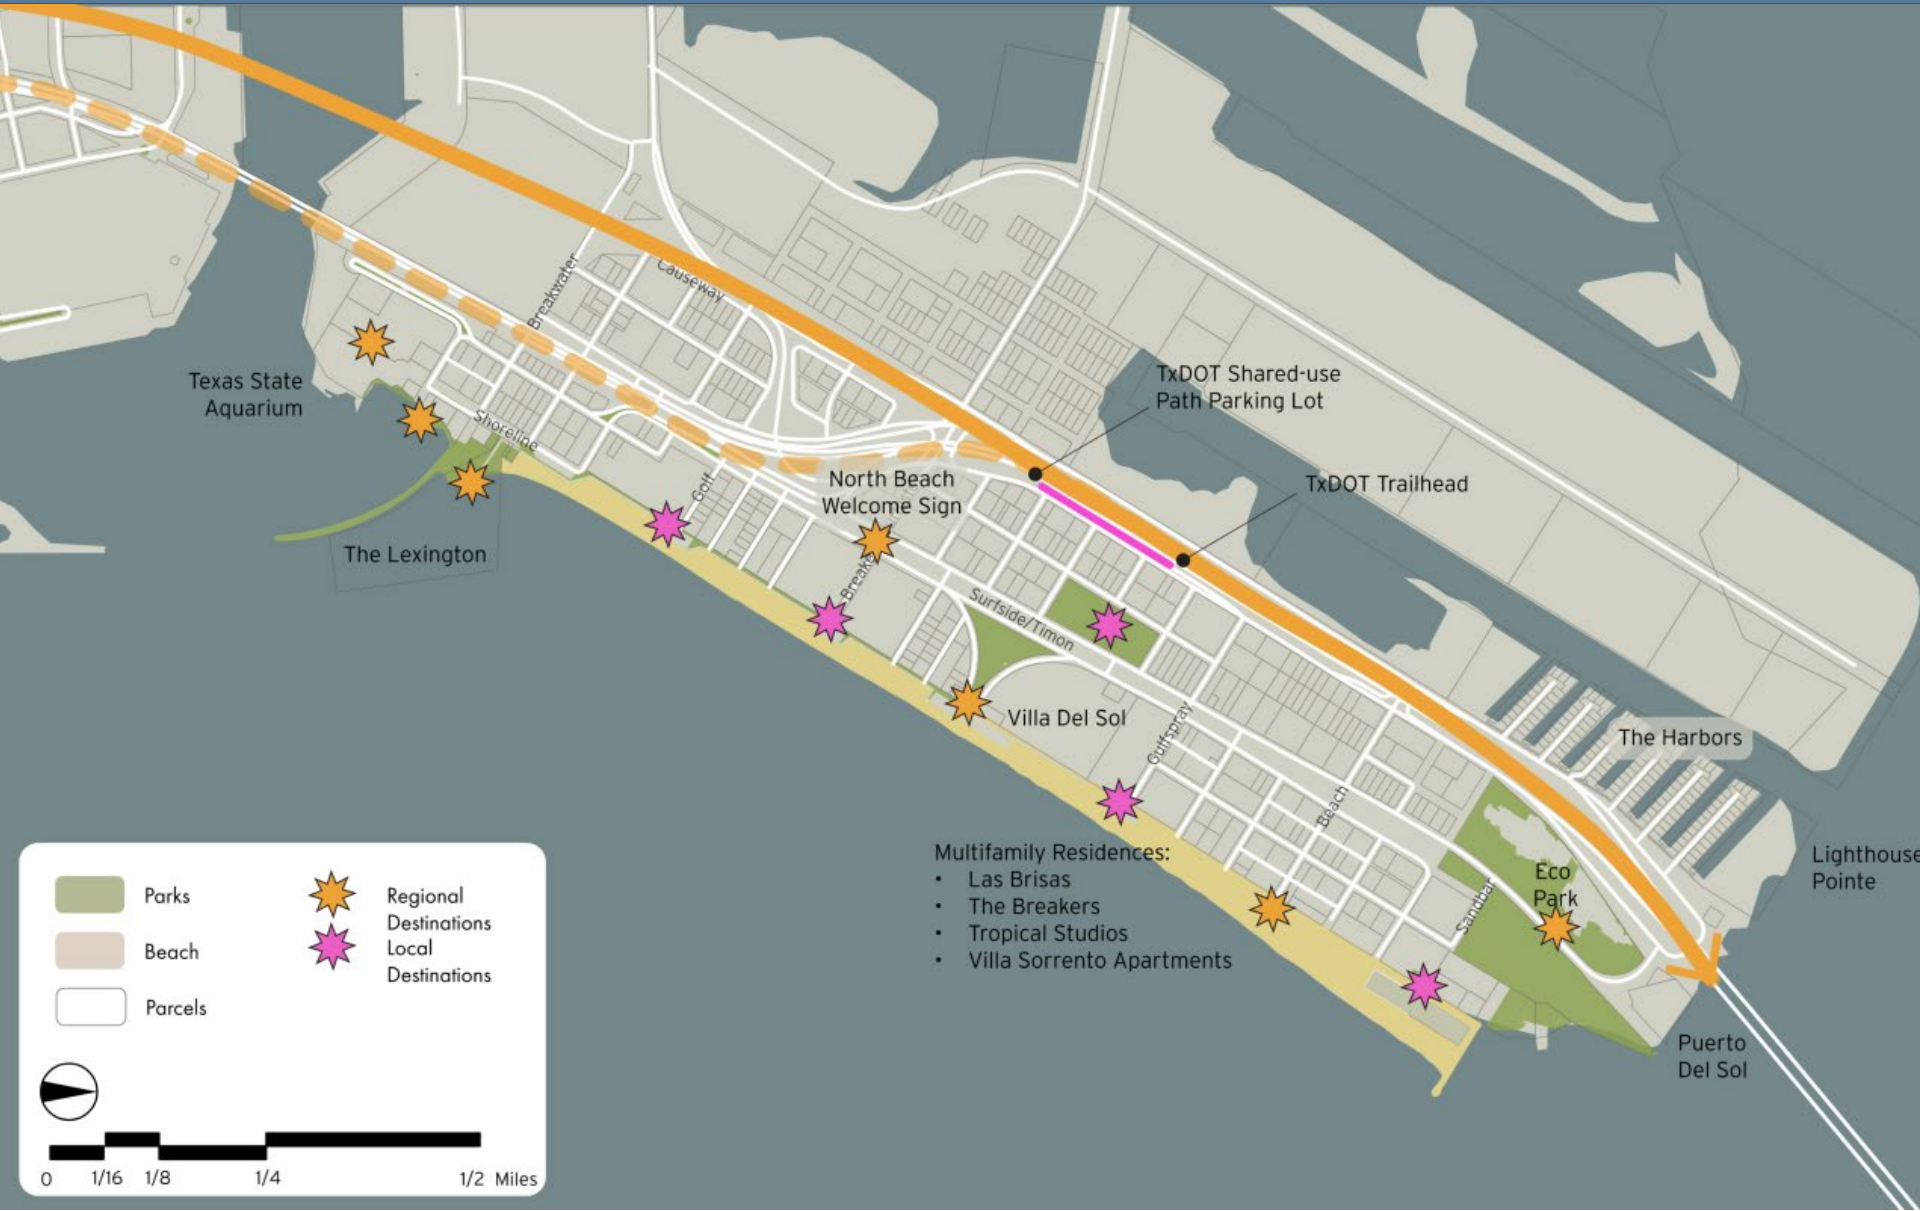 Causeway
Breakwater
TxDOT Shared-use
Path Parking Lot
Texas State
Aquarium
Shoreline
North Beach
Welcome Sign
Golf
TxDOT Trailhead
The Lexington
Surfside/Timon
Villa Del Sol
Gulfspray
The Harbors
Beach
Multifamily Residences:
• Las Brisas
• The Breakers
• Tropical Studios
• Villa Sorrento Apartments
Eco
Park
Sandbar
Lighthouse
Pointe
Puerto
Del Sol
Parks
Beach
Parcels
Regional
Destinations
Local
Destinations
0 1/16 1/8 1/4 1/2 Miles